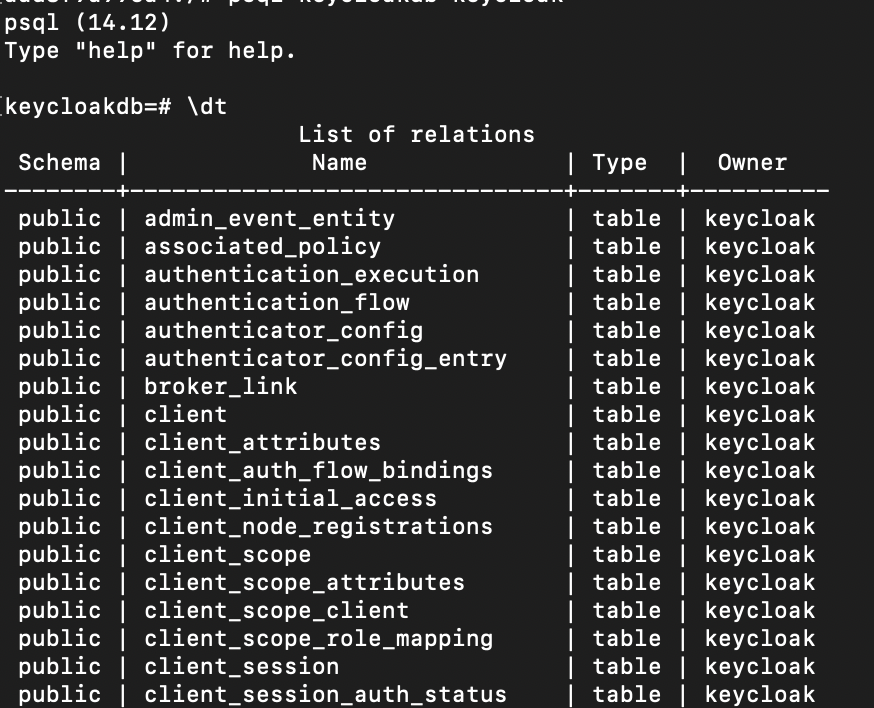 psql keycloakdb keycloak
psql (14.12)
Type "help" for help.
keycloakdb=# \dt
List of relations
Schema | Name | Type | Owner
--------+-------------------------------+-------+----------
public | admin_event_entity | table | keycloak
public | associated_policy | table | keycloak
public | authentication_execution | table | keycloak
public | authentication_flow | table | keycloak
public | authenticator_config | table | keycloak
public | authenticator_config_entry | table | keycloak
public | broker_link | table | keycloak
public | client | table | keycloak
public | client_attributes | table | keycloak
public | client_auth_flow_bindings | table | keycloak
public | client_initial_access | table | keycloak
public | client_node_registrations | table | keycloak
public | client_scope | table | keycloak
public | client_scope_attributes | table | keycloak
public | client_scope_client | table | keycloak
public | client_scope_role_mapping | table | keycloak
public | client_session | table | keycloak
public | client_session_auth_status | table | keycloak